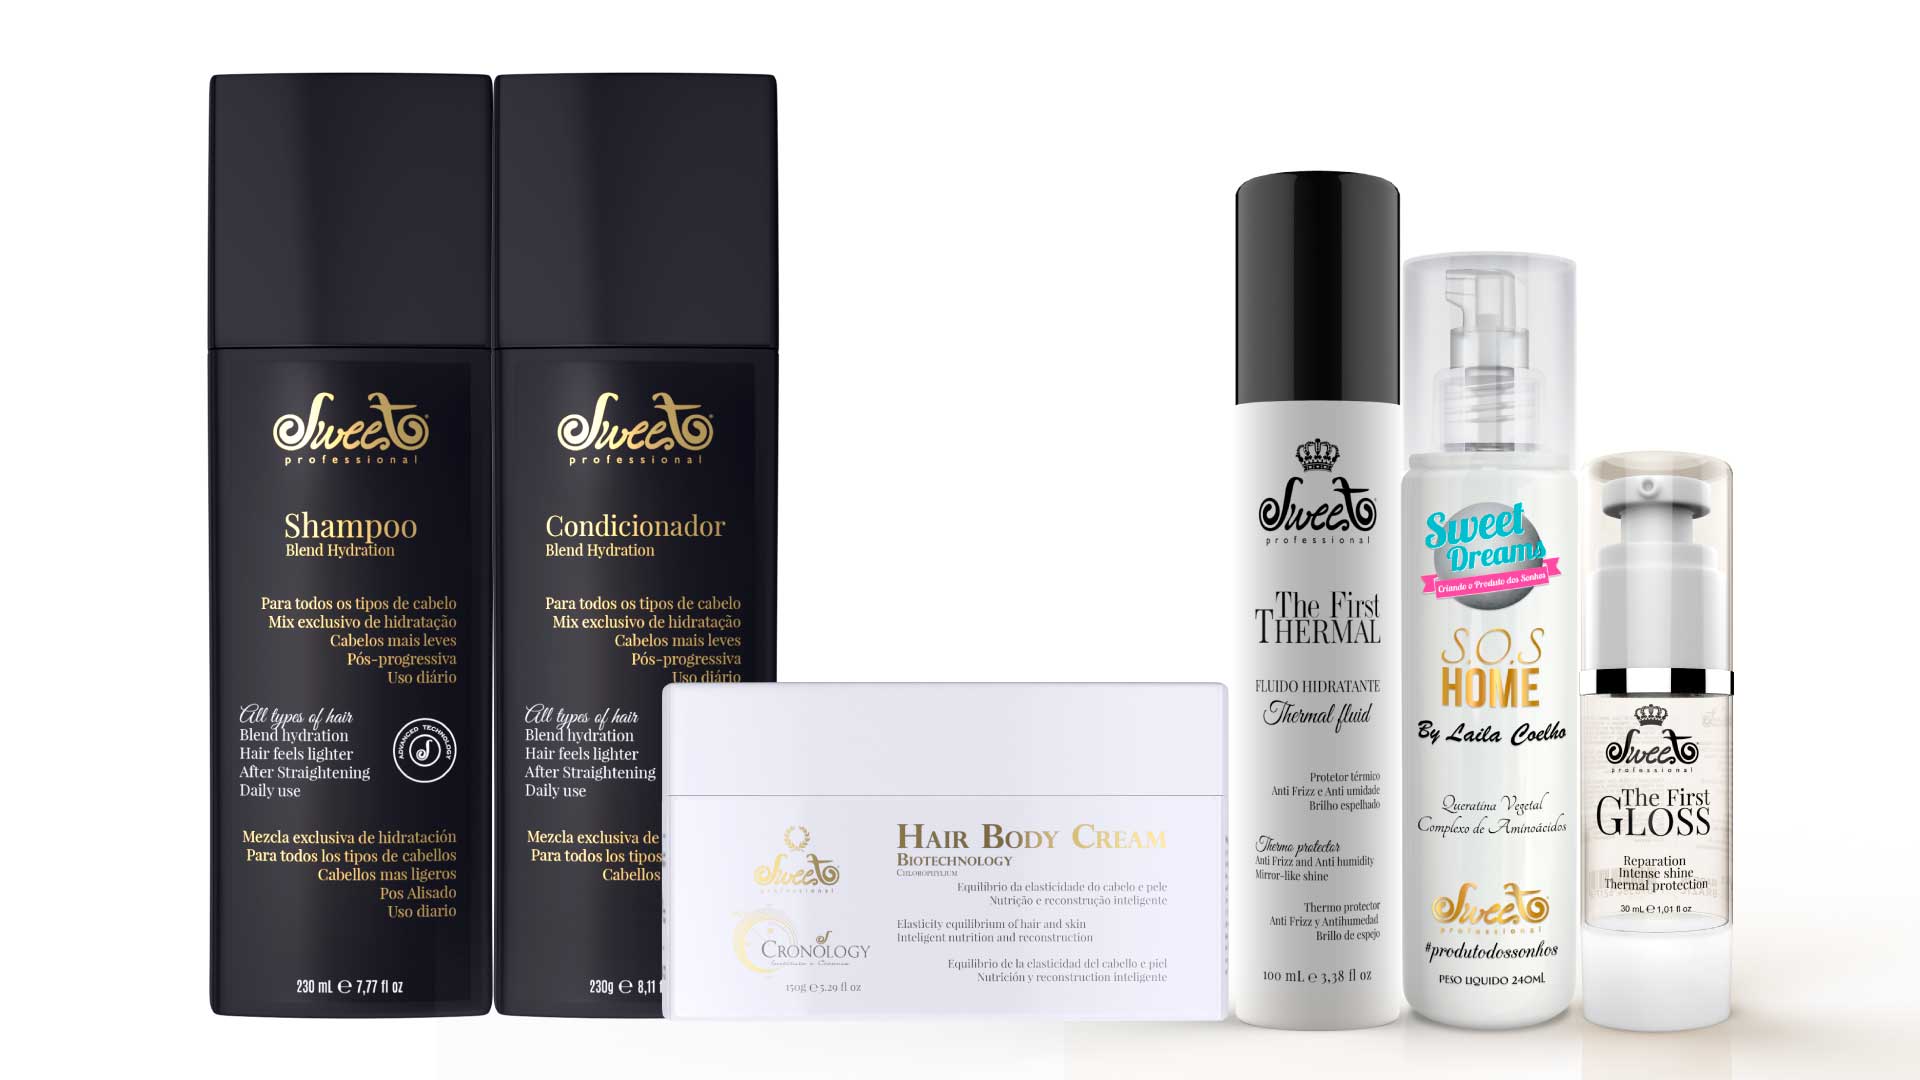 Sweet
professional
Shampoo
Blend Hydration
Para todos os tipos de cabelo
Mix exclusivo de hidratação
Cabelos mais leves
Pós-progressiva
Uso diário
All types of hair
Blend hydration
Hair feels lighter
After Straightening
Daily use
ADVANCED TECHNOLOGY
Mezcla exclusiva de hidratación
Para todos los tipos de cabellos
Cabellos mas ligeros
Pos Alisado
Uso diario
230 mL ℮ 7,77 fl oz
Sweet
professional
Condicionador
Blend Hydration
Para todos os tipos de cabelo
Mix exclusivo de hidratação
Cabelos mais leves
Pós-progressiva
Uso diário
All types of hair
Blend hydration
Hair feels lighter
After Straightening
Daily use
Mezcla exclusiva de
Para todos los tipos
Cabellos
230g ℮ 8,11 f
Sweet
professional
CRONOLOGY
150g ℮ 5.29 fl oz
HAIR BODY CREAM
BIOTECHNOLOGY
CHLOROPHYLIUM
Equilíbrio da elasticidade do cabelo e pele
Nutrição e reconstrução inteligente
Elasticity equilibrium of hair and skin
Inteligent nutrition and reconstruction
Equilibrio de la elasticidad del cabello e piel
Nutrición y reconstruction inteligente
Sweet
professional
The First
THERMAL
FLUIDO HIDRATANTE
Thermal fluid
Protetor térmico
Anti Frizz e Anti umidade
Brilho espelhado
Thermo protector
Anti Frizz and Anti humidity
Mirror-like shine
Thermo protector
Anti Frizz y Antihumedad
Brillo de espejo
100 mL ℮ 3,38 fl oz
Sweet
Dreams
Criando o Produto dos Sonhos
S.O.S
HOME
By Laila Coelho
Queratina Vegetal
Complexo de Aminoácidos
Sweet
professional
#produtodossonhos
PESO LIQUIDO 240ML
Sweet
professional
The First
GLOSS
Reparation
Intense shine
Thermal protection
30 mL ℮ 1,01 fl oz